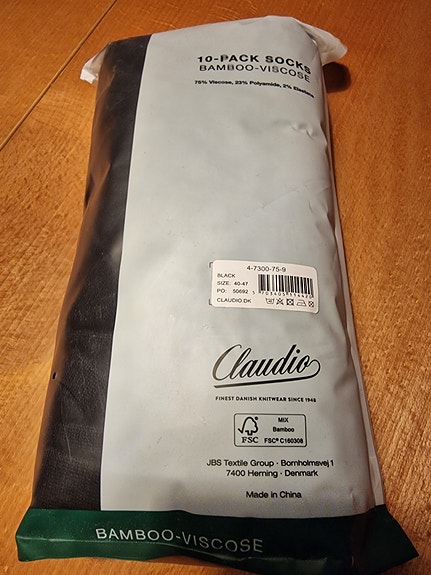 10-PACK SOCKS
BAMBOO-VISCOSE
75% Viscose, 23% Polyamide, 2% Elastane
4-7300-75-9
BLACK
SIZE: 40-47
PO: 50692
CLAUDIO.DK
Claudio
FINEST DANISH KNITWEAR SINCE 1948
FSC
MIX
Bamboo
FSC® C160308
JBS Textile Group · Bornholmsvej 1
7400 Herning · Denmark
Made in China
BAMBOO-VISCOSE